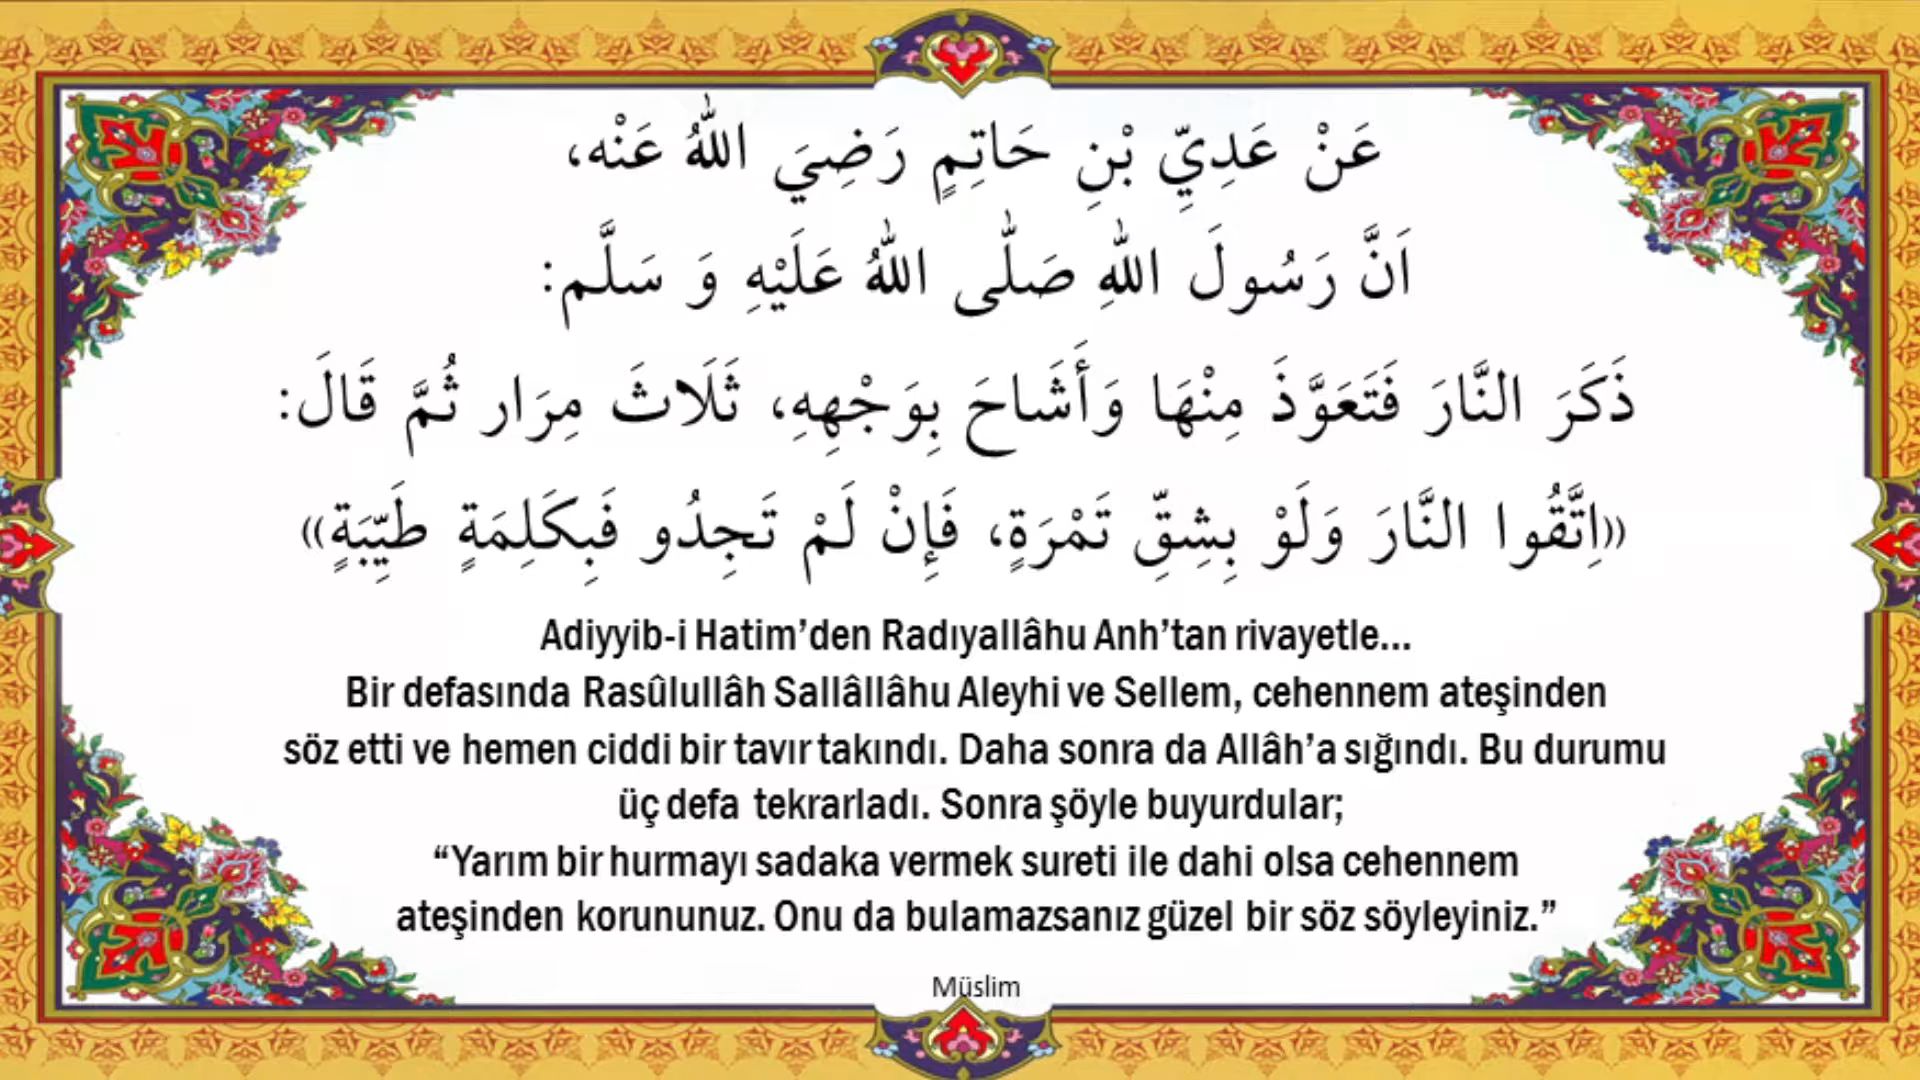 عَنْ عَدِيِّ بْنِ حَاتِمٍ رَضِيَ اللّٰهُ عَنْه،
اَنَّ رَسُولَ اللّٰهِ صَلّٰى اللّٰهُ عَلَيْهِ وَ سَلَّم:
ذَكَرَ النَّارَ فَتَعَوَّذَ مِنْهَا وَأَشَاحَ بِوَجْهِهِ، ثَلَاثَ مِرَار ثُمَّ قَالَ:
«اِتَّقُوا النَّارَ وَلَوْ بِشِقِّ تَمْرَةٍ، فَإِنْ لَمْ تَجِدُو فَبِكَلِمَةٍ طَيِّبَةٍ»
Adiyyib-i Hatim’den Radıyallâhu Anh’tan rivayetle...
Bir defasında Rasûlullâh Sallâllâhu Aleyhi ve Sellem, cehennem ateşinden
söz etti ve hemen ciddi bir tavır takındı. Daha sonra da Allâh’a sığındı. Bu durumu
üç defa tekrarladı. Sonra şöyle buyurdular;
“Yarım bir hurmayı sadaka vermek sureti ile dahi olsa cehennem
ateşinden korununuz. Onu da bulamazsanız güzel bir söz söyleyiniz.”
Müslim